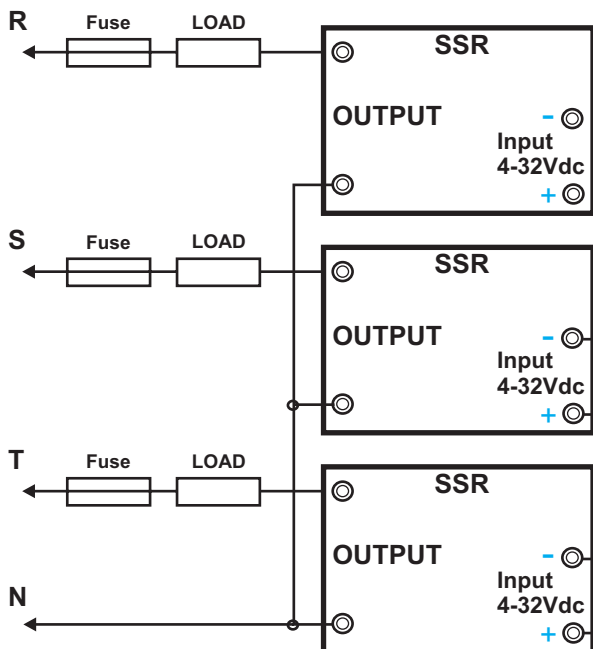 R Fuse LOAD SSR
OUTPUT
-
Input
4-32Vdc
+
S Fuse LOAD SSR
OUTPUT
-
Input
4-32Vdc
+
T Fuse LOAD SSR
OUTPUT
-
Input
4-32Vdc
N
+